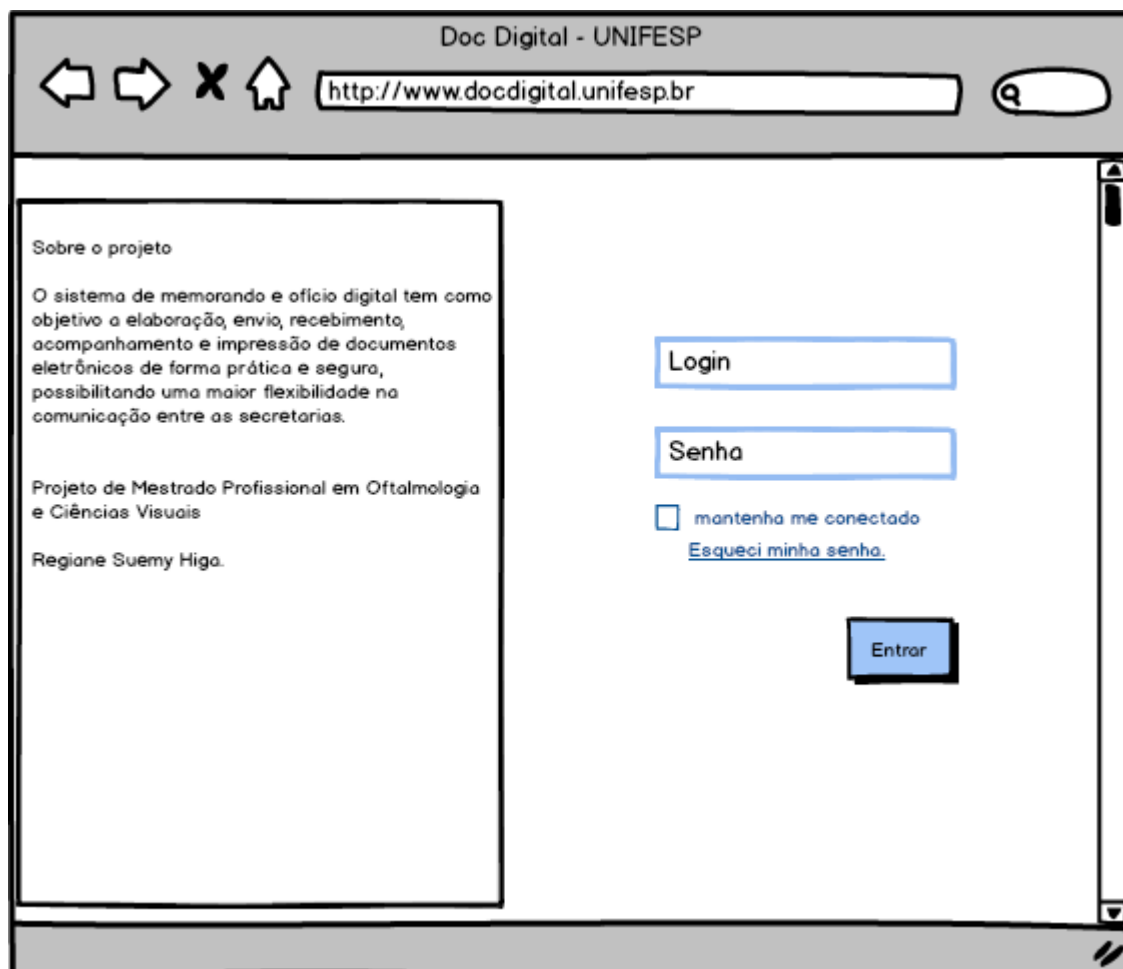 Doc Digital - UNIFESP
http://www.docdigital.unifesp.br
Sobre o projeto
O sistema de memorando e ofício digital tem como
objetivo a elaboração, envio, recebimento,
acompanhamento e impressão de documentos
eletrônicos de forma prática e segura,
possibilitando uma maior flexibilidade na
comunicação entre as secretarias.
Projeto de Mestrado Profissional em Oftalmologia
e Ciências Visuais
Regiane Suemy Higa.
Login
Senha
mantenha me conectado
Esqueci minha senha.
Entrar